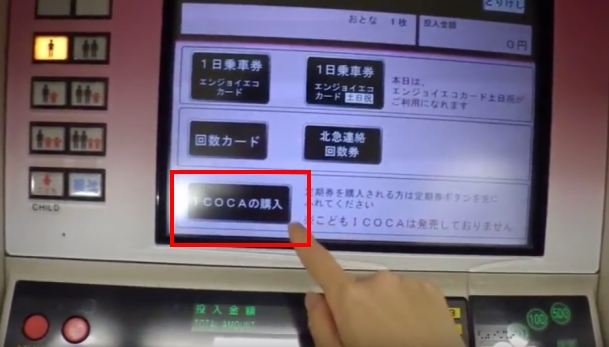 とりけし
おとな 1枚
投入金額
0円
1日乗車券
エンジョイエコ
カード
1日乗車券
エンジョイエコ
カード 土日祝
本日は、
エンジョイエコカード土日祝が
ご利用になれます
回数カード
北急連絡
回数券
ICOCAの購入
定期券を購入される方は定期券ボタンを
れてください
※こどもICOCAは発売しておりません
CHILD
投入金額
TOTAL AMOUNT
100
500